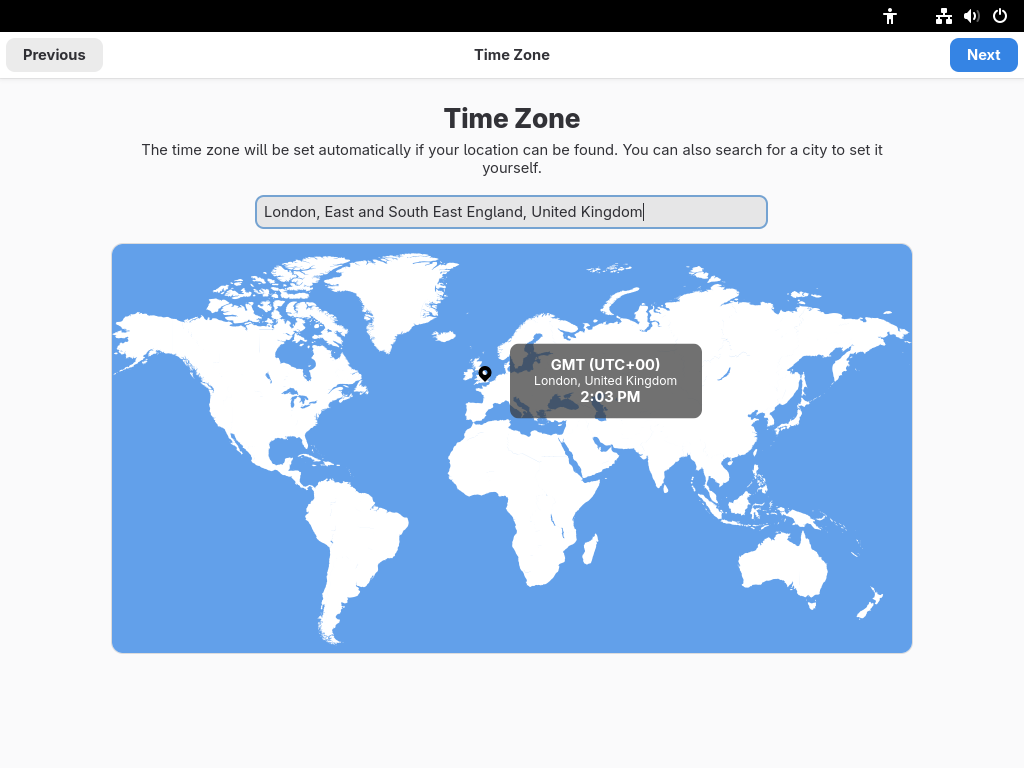 Previous
Time Zone
Next
Time Zone
The time zone will be set automatically if your location can be found. You can also search for a city to set it
yourself.
London, East and South East England, United Kingdom
GMT (UTC+00)
London, United Kingdom
2:03 PM